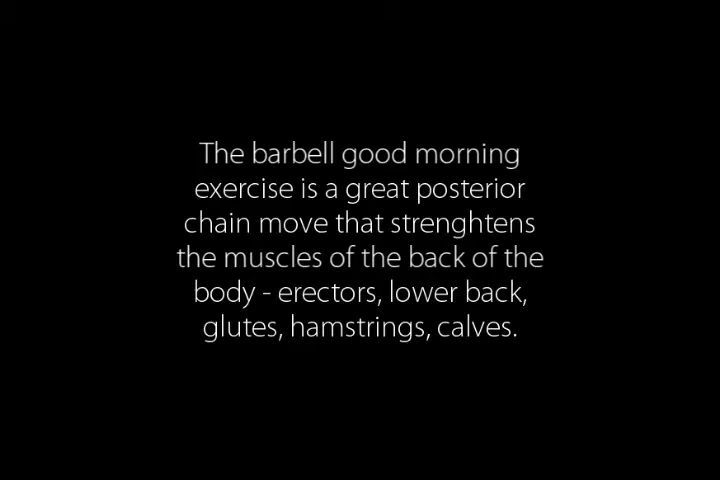 The barbell good morning
exercise is a great posterior
chain move that strenghtens
the muscles of the back of the
body - erectors, lower back,
glutes, hamstrings, calves.